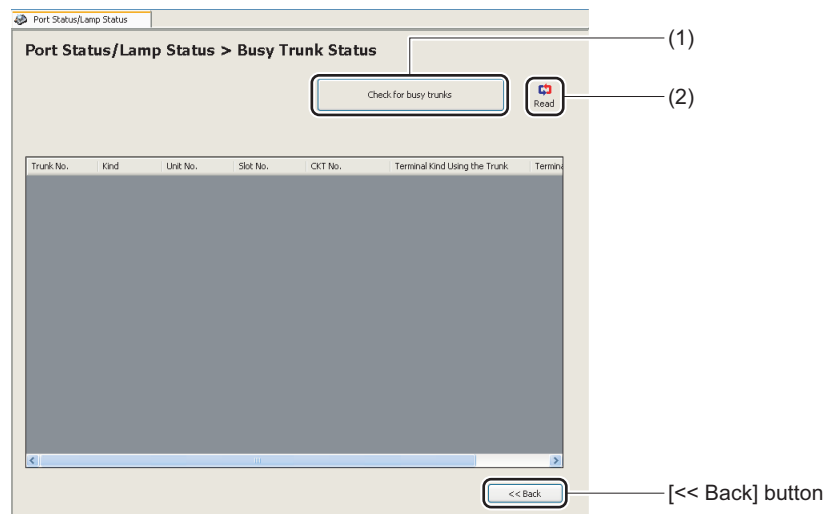 Port Status/Lamp Status
Port Status/Lamp Status > Busy Trunk Status
(1)
Check for busy trunks
Read
(2)
Trunk No. Kind Unit No. Slot No. CKT No. Terminal Kind Using the Trunk Termina
<< Back
[<< Back] button